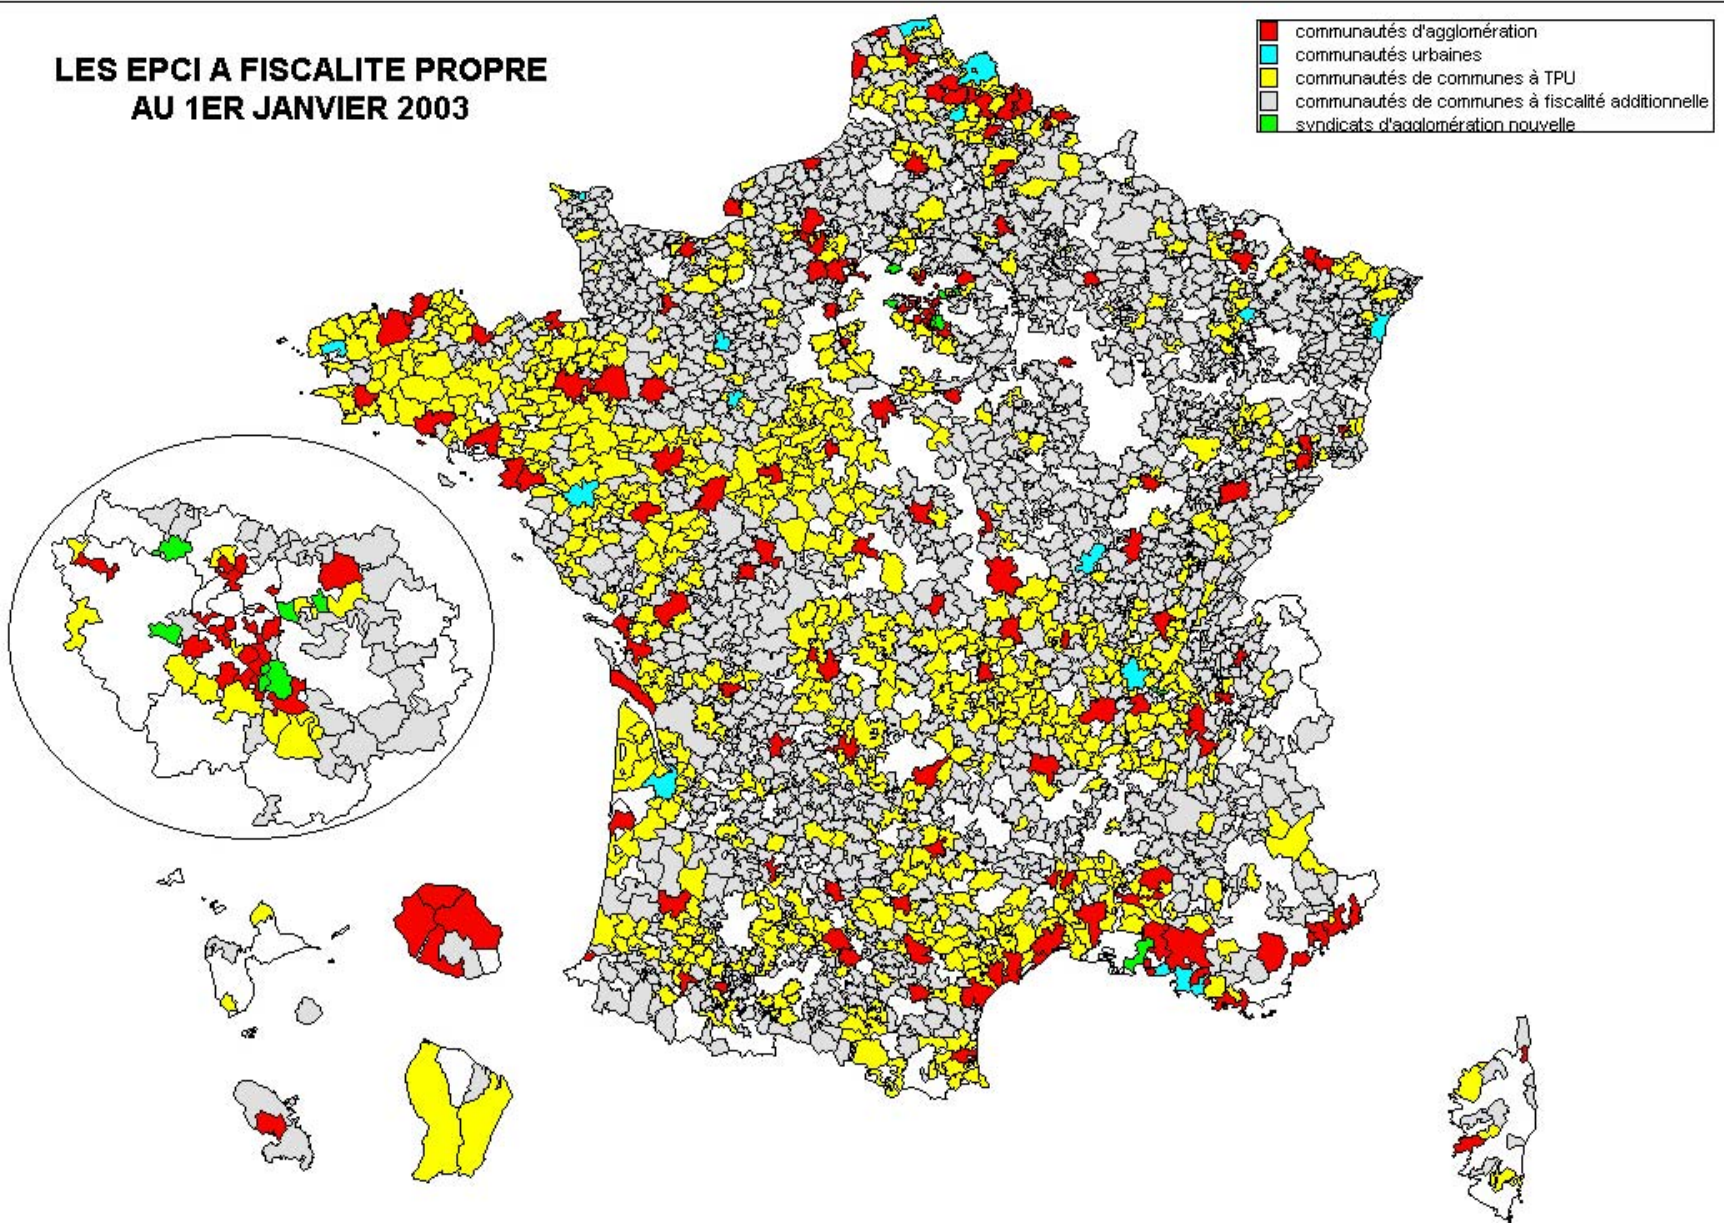 LES EPCI A FISCALITE PROPRE
AU 1ER JANVIER 2003
communautés d'agglomération
communautés urbaines
communautés de communes à TPU
communautés de communes à fiscalité additionnelle
syndicats d'agglomération nouvelle